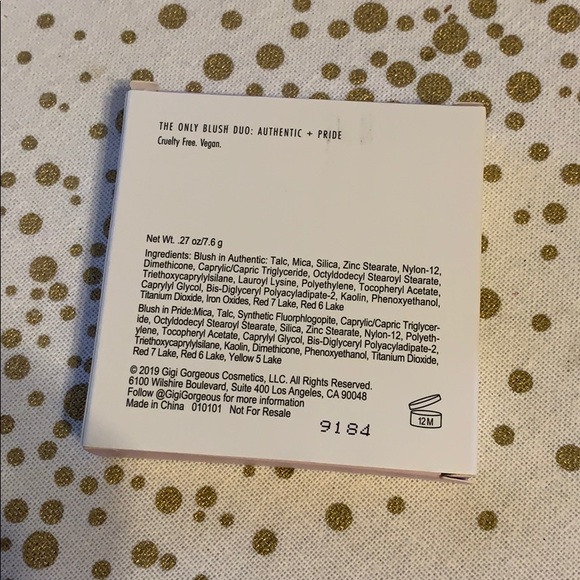 THE ONLY BLUSH DUO: AUTHENTIC + PRIDE
Cruelty Free. Vegan.
Net Wt. .27 oz/7.6 g
Ingredients: Blush in Authentic: Talc, Mica, Silica, Zinc Stearate, Nylon-12,
Dimethicone, Caprylic/Capric Triglyceride, Octyldodecyl Stearoyl Stearate,
Triethoxycaprylylsilane, Lauroyl Lysine, Polyethylene, Tocopheryl Acetate,
Caprylyl Glycol, Bis-Diglyceryl Polyacyladipate-2, Kaolin, Phenoxyethanol,
Titanium Dioxide, Iron Oxides, Red 7 Lake, Red 6 Lake
Blush in Pride:Mica, Talc, Synthetic Fluorphlogopite, Caprylic/Capric Triglycer-
ide, Octyldodecyl Stearoyl Stearate, Silica, Zinc Stearate, Nylon-12, Polyeth-
ylene, Tocopheryl Acetate, Caprylyl Glycol, Bis-Diglyceryl Polyacyladipate-2,
Triethoxycaprylylsilane, Kaolin, Dimethicone, Phenoxyethanol, Titanium Dioxide,
Red 7 Lake, Red 6 Lake, Yellow 5 Lake
© 2019 Gigi Gorgeous Cosmetics, LLC. All Rights Reserved.
6100 Wilshire Boulevard, Suite 400 Los Angeles, CA 90048
Follow @GigiGorgeous for more information
Made in China 010101 Not For Resale
12M
9184